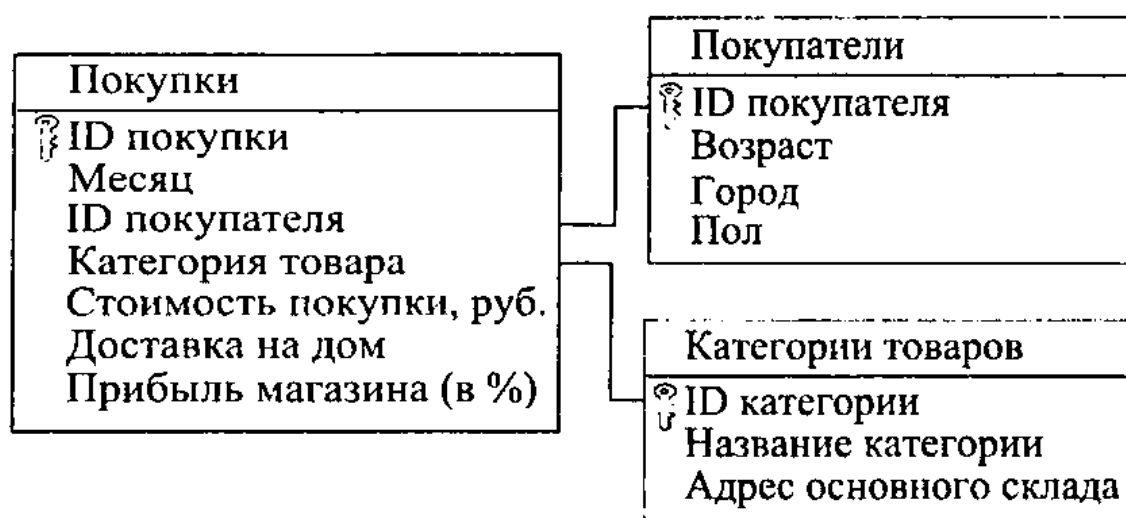 Покупки
ID покупки
Месяц
ID покупателя
Категория товара
Стоимость покупки, руб.
Доставка на дом
Прибыль магазина (в %)
Покупатели
ID покупателя
Возраст
Город
Пол
Категории товаров
ID категории
Название категории
Адрес основного склада